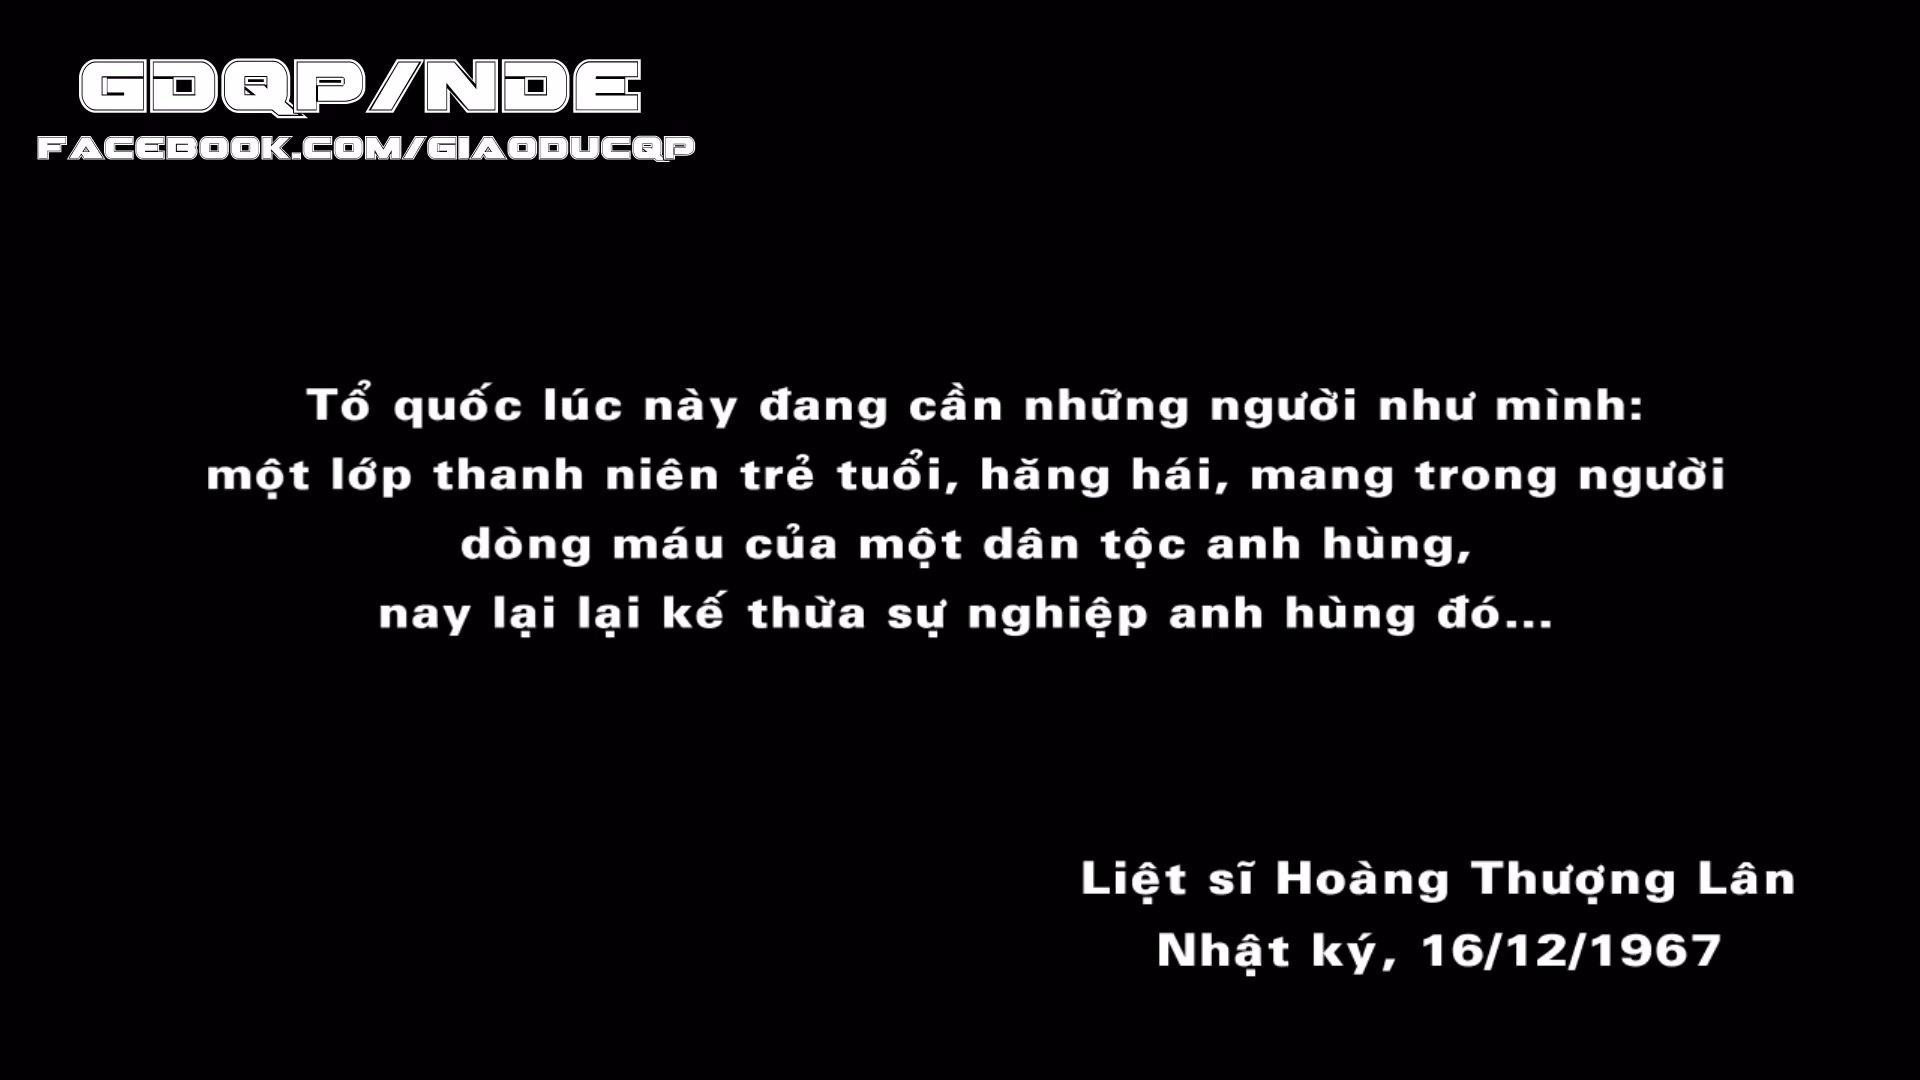 GDQP/NDE
FACEBOOK.COM/GIAODUCQP
Tổ quốc lúc này đang cần những người như mình:
một lớp thanh niên trẻ tuổi, hăng hái, mang trong người
dòng máu của một dân tộc anh hùng,
nay lại lại kế thừa sự nghiệp anh hùng đó...
Liệt sĩ Hoàng Thượng Lân
Nhật ký, 16/12/1967